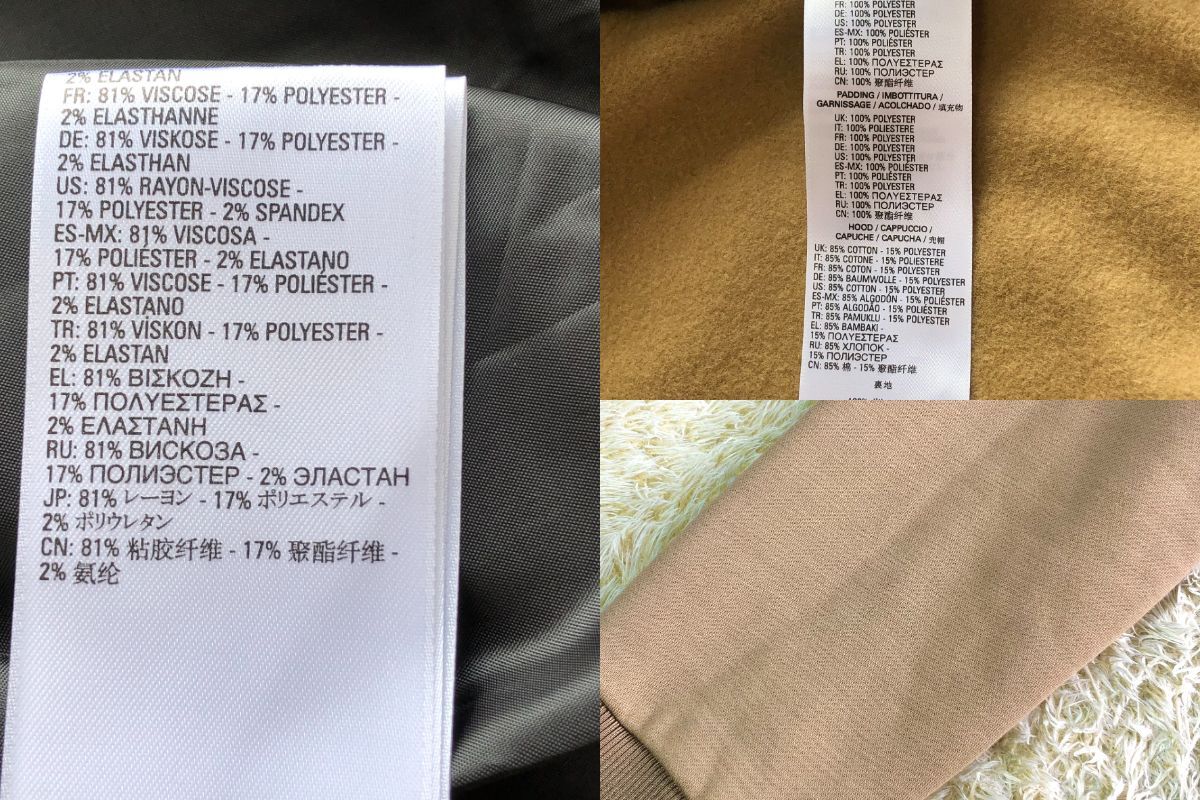 2% ELASTAN
FR: 81% VISCOSE - 17% POLYESTER -
2% ELASTHANNE
DE: 81% VISKOSE - 17% POLYESTER -
2% ELASTHAN
US: 81% RAYON-VISCOSE -
17% POLYESTER - 2% SPANDEX
ES-MX: 81% VISCOSA -
17% POLIÉSTER - 2% ELASTANO
PT: 81% VISCOSE - 17% POLIÉSTER -
2% ELASTANO
TR: 81% VİSKON - 17% POLYESTER -
2% ELASTAN
EL: 81% ΒΙΣΚΟΖΗ -
17% ΠΟΛΥΕΣΤΕΡΑΣ -
2% ΕΛΑΣΤΑΝΗ
RU: 81% ВИСКОЗА -
17% ПОЛИЭСТЕР - 2% ЭЛАСТАН
JP: 81% レーヨン - 17% ポリエステル -
2% ポリウレタン
CN: 81% 粘胶纤维 - 17% 聚酯纤维 -
2% 氨纶
FR: 100% POLYESTER
DE: 100% POLYESTER
US: 100% POLYESTER
ES-MX: 100% POLIÉSTER
PT: 100% POLIÉSTER
TR: 100% POLYESTER
EL: 100% ΠΟΛΥΕΣΤΕΡΑΣ
RU: 100% ПОЛИЭСТЕР
CN: 100% 聚酯纤维
PADDING / IMBOTTITURA /
GARNISSAGE / ACOLCHADO / 填充物
UK: 100% POLYESTER
IT: 100% POLIESTERE
FR: 100% POLYESTER
DE: 100% POLYESTER
US: 100% POLYESTER
ES-MX: 100% POLIÉSTER
PT: 100% POLIÉSTER
TR: 100% POLYESTER
EL: 100% ΠΟΛΥΕΣΤΕΡΑΣ
RU: 100% ПОЛИЭСТЕР
CN: 100% 聚酯纤维
HOOD / CAPPUCCIO /
CAPUCHE / CAPUCHA / 兜帽
UK: 85% COTTON - 15% POLYESTER
IT: 85% COTONE - 15% POLIESTERE
FR: 85% COTON - 15% POLYESTER
DE: 85% BAUMWOLLE - 15% POLYESTER
US: 85% COTTON - 15% POLYESTER
ES-MX: 85% ALGODÓN - 15% POLIÉSTER
PT: 85% ALGODÃO - 15% POLIÉSTER
TR: 85% PAMUKLU - 15% POLYESTER
EL: 85% ΒΑΜΒΑΚΙ -
15% ΠΟΛΥΕΣΤΕΡΑΣ
RU: 85% ХЛОПОК -
15% ПОЛИЭСТЕР
CN: 85% 棉 - 15% 聚酯纤维
裏地